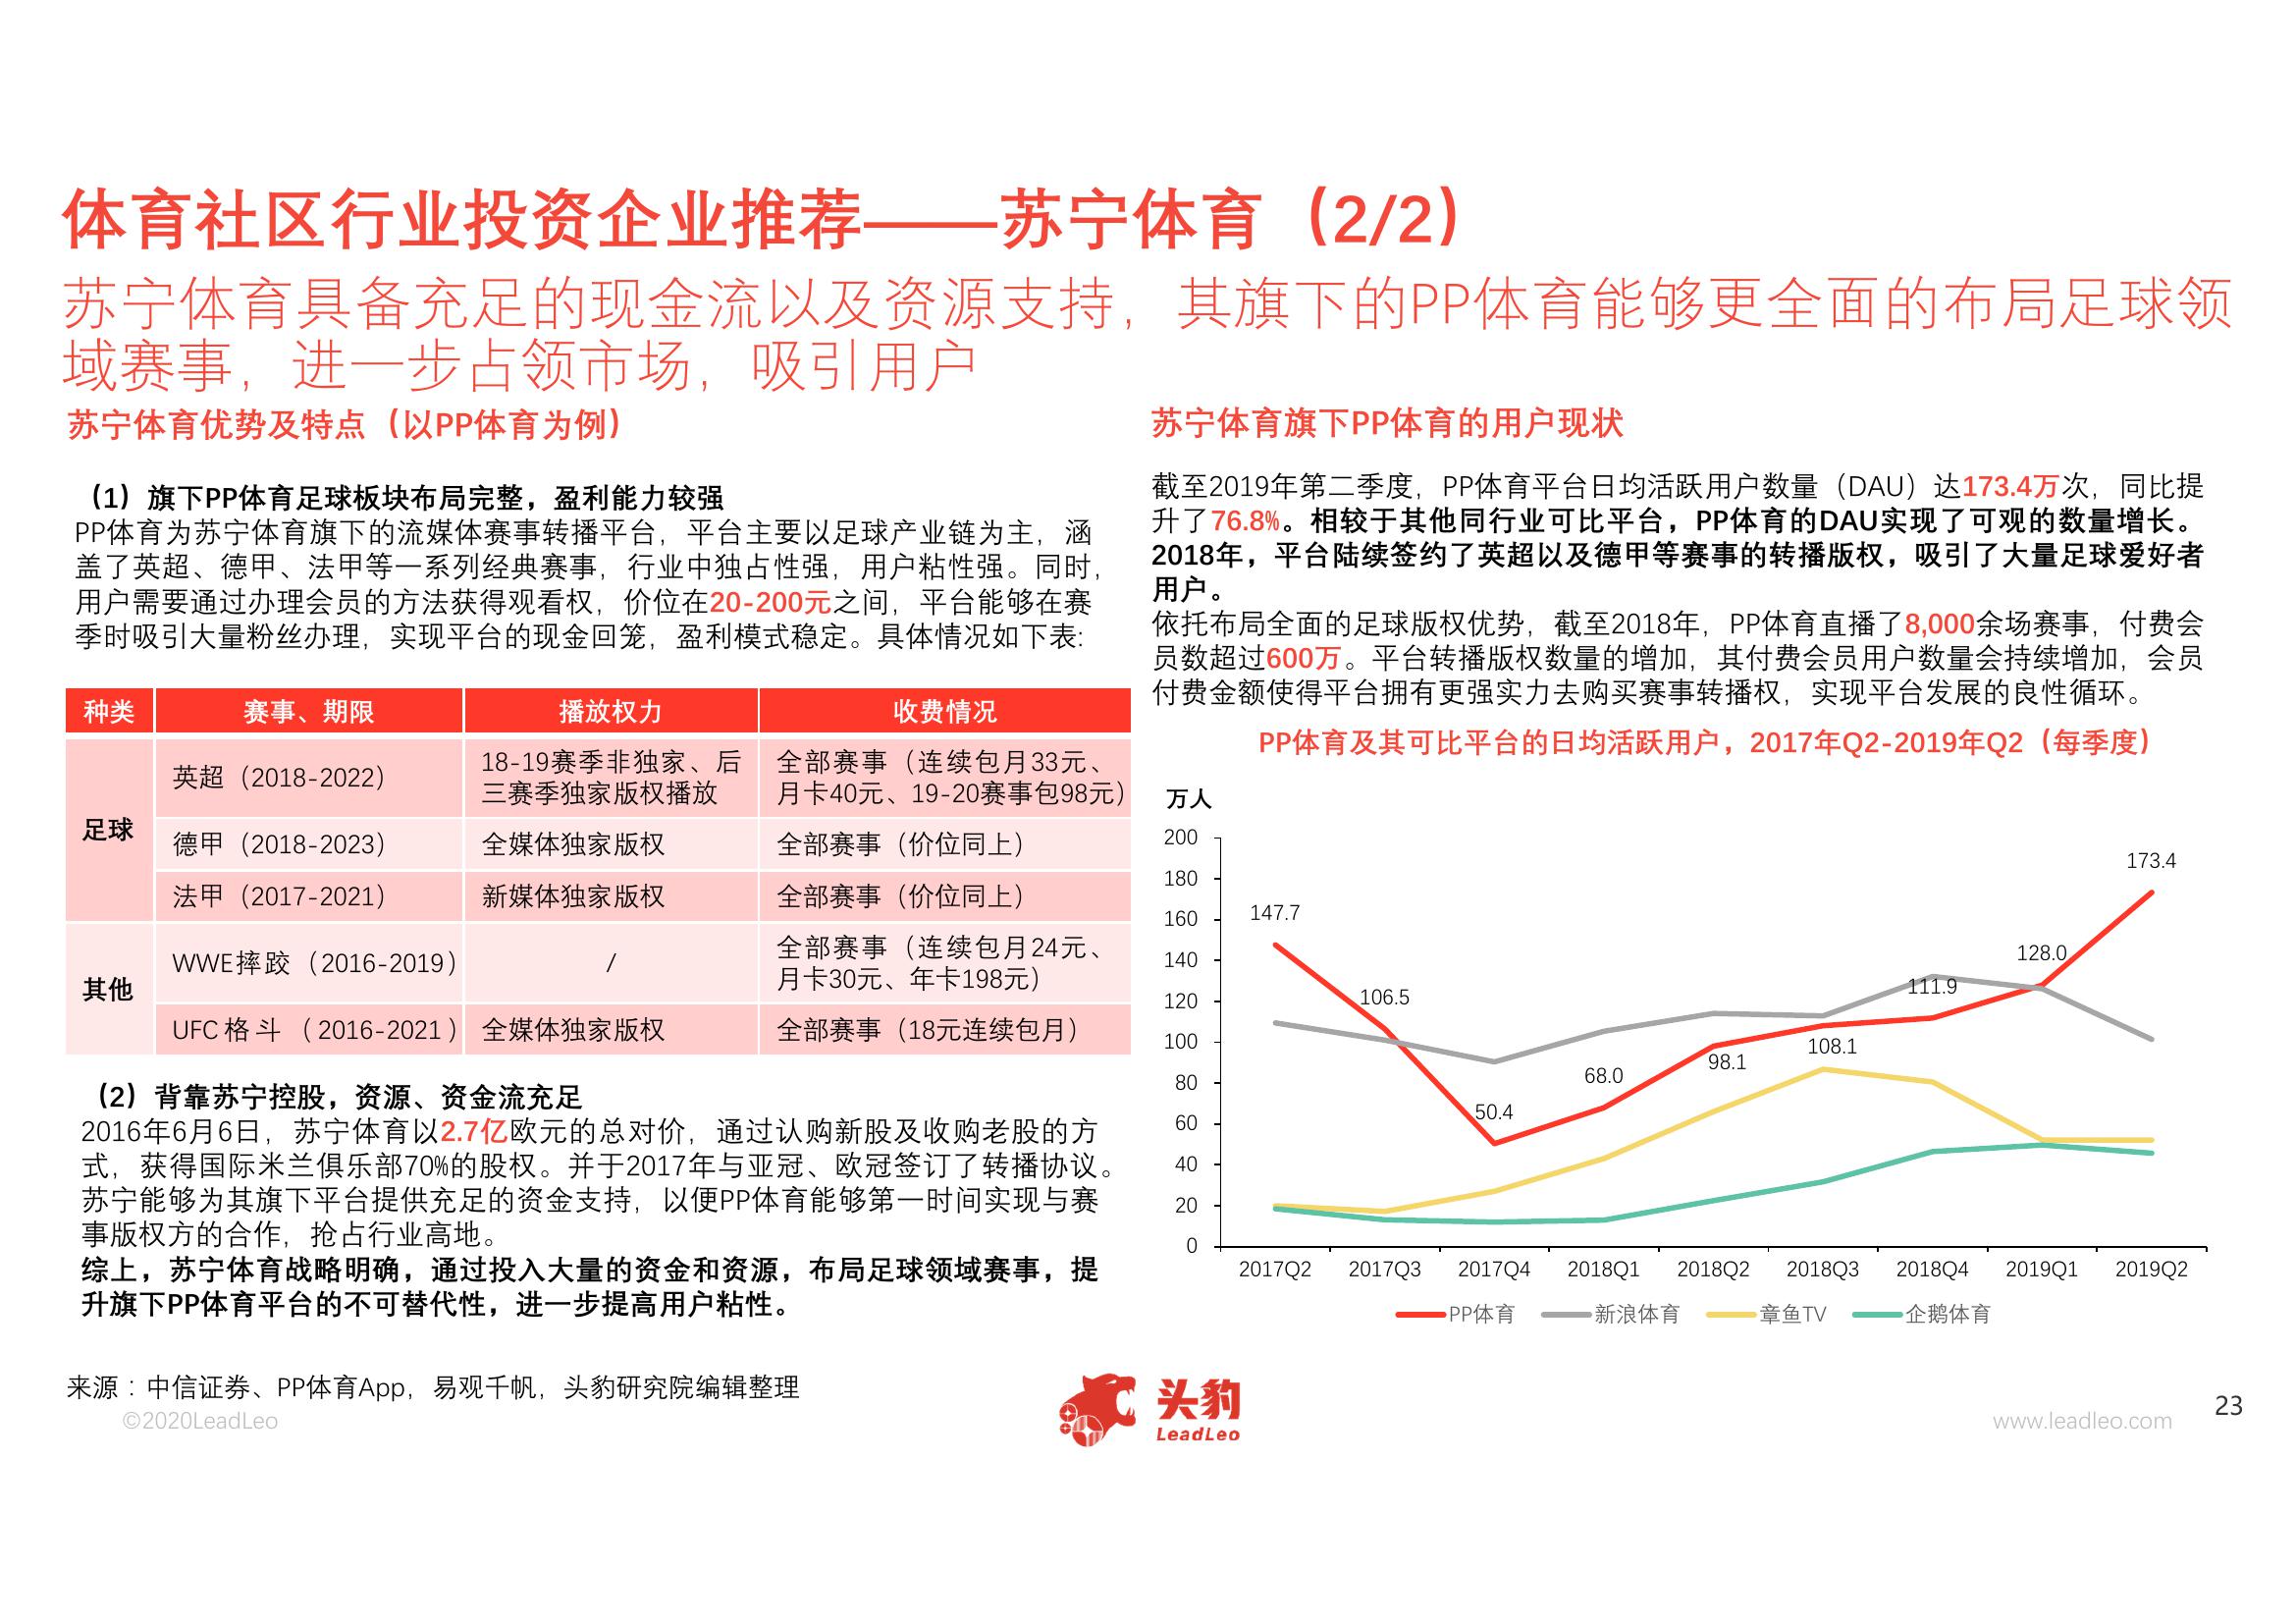 体育社区行业投资企业推荐——苏宁体育（2/2）
苏宁体育具备充足的现金流以及资源支持，其旗下的PP体育能够更全面的布局足球领
域赛事，进一步占领市场，吸引用户
苏宁体育优势及特点（以PP体育为例）
（1）旗下PP体育足球板块布局完整，盈利能力较强
PP体育为苏宁体育旗下的流媒体赛事转播平台，平台主要以足球产业链为主，涵
盖了英超、德甲、法甲等一系列经典赛事，行业中独占性强，用户粘性强。同时，
用户需要通过办理会员的方法获得观看权，价位在20-200元之间，平台能够在赛
季时吸引大量粉丝办理，实现平台的现金回笼，盈利模式稳定。具体情况如下表:
种类 赛事、期限 播放权力 收费情况
足球
英超（2018-2022）
18-19赛季非独家、后
三赛季独家版权播放
全部赛事（连续包月33元、
月卡40元、19-20赛事包98元）
德甲（2018-2023） 全媒体独家版权 全部赛事（价位同上）
法甲（2017-2021） 新媒体独家版权 全部赛事（价位同上）
其他
WWE摔跤（2016-2019） /
全部赛事（连续包月24元、
月卡30元、年卡198元）
UFC格斗（2016-2021） 全媒体独家版权 全部赛事（18元连续包月）
（2）背靠苏宁控股，资源、资金流充足
2016年6月6日，苏宁体育以2.7亿欧元的总对价，通过认购新股及收购老股的方
式，获得国际米兰俱乐部70%的股权。并于2017年与亚冠、欧冠签订了转播协议。
苏宁能够为其旗下平台提供充足的资金支持，以便PP体育能够第一时间实现与赛
事版权方的合作，抢占行业高地。
综上，苏宁体育战略明确，通过投入大量的资金和资源，布局足球领域赛事，提
升旗下PP体育平台的不可替代性，进一步提高用户粘性。
苏宁体育旗下PP体育的用户现状
截至2019年第二季度，PP体育平台日均活跃用户数量（DAU）达173.4万次，同比提
升了76.8%。相较于其他同行业可比平台，PP体育的DAU实现了可观的数量增长。
2018年，平台陆续签约了英超以及德甲等赛事的转播版权，吸引了大量足球爱好者
用户。
依托布局全面的足球版权优势，截至2018年，PP体育直播了8,000余场赛事，付费会
员数超过600万。平台转播版权数量的增加，其付费会员用户数量会持续增加，会员
付费金额使得平台拥有更强实力去购买赛事转播权，实现平台发展的良性循环。
PP体育及其可比平台的日均活跃用户，2017年Q2-2019年Q2（每季度）
万人
200
180
160
140
120
100
80
60
40
20
0
147.7
106.5
50.4
68.0
98.1
108.1
111.9
128.0
173.4
2017Q2 2017Q3 2017Q4 2018Q1 2018Q2 2018Q3 2018Q4 2019Q1 2019Q2
PP体育 新浪体育 章鱼TV 企鹅体育
来源：中信证券、PP体育App，易观千帆，头豹研究院编辑整理
©2020LeadLeo
头豹
LeadLeo
www.leadleo.com
23